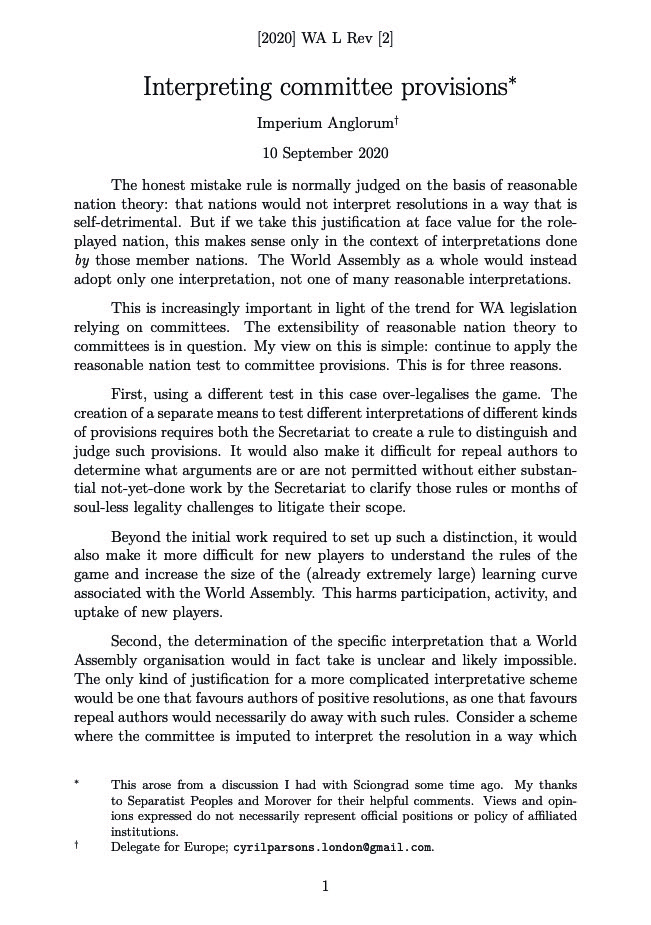 [2020] WA L Rev [2]
Interpreting committee provisions*
Imperium Anglorum†
10 September 2020
The honest mistake rule is normally judged on the basis of reasonable
nation theory: that nations would not interpret resolutions in a way that is
self-detrimental. But if we take this justification at face value for the role-
played nation, this makes sense only in the context of interpretations done
by those member nations. The World Assembly as a whole would instead
adopt only one interpretation, not one of many reasonable interpretations.
This is increasingly important in light of the trend for WA legislation
relying on committees. The extensibility of reasonable nation theory to
committees is in question. My view on this is simple: continue to apply the
reasonable nation test to committee provisions. This is for three reasons.
First, using a different test in this case over-legalises the game. The
creation of a separate means to test different interpretations of different kinds
of provisions requires both the Secretariat to create a rule to distinguish and
judge such provisions. It would also make it difficult for repeal authors to
determine what arguments are or are not permitted without either substan-
tial not-yet-done work by the Secretariat to clarify those rules or months of
soul-less legality challenges to litigate their scope.
Beyond the initial work required to set up such a distinction, it would
also make it more difficult for new players to understand the rules of the
game and increase the size of the (already extremely large) learning curve
associated with the World Assembly. This harms participation, activity, and
uptake of new players.
Second, the determination of the specific interpretation that a World
Assembly organisation would in fact take is unclear and likely impossible.
The only kind of justification for a more complicated interpretative scheme
would be one that favours authors of positive resolutions, as one that favours
repeal authors would necessarily do away with such rules. Consider a scheme
where the committee is imputed to interpret the resolution in a way which
* This arose from a discussion I had with Sciongrad some time ago. My thanks
to Separatist Peoples and Morover for their helpful comments. Views and opin-
ions expressed do not necessarily represent official positions or policy of affiliated
institutions.
† Delegate for Europe; cyrilparsons.london@gmail.com.
1